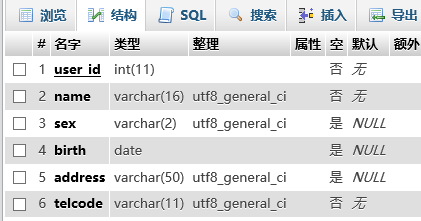 浏览 结构 SQL 搜索 插入 导出
# 名字 类型 整理 属性 空 默认 额外
1 user_id int(11) 否 无
2 name varchar(16) utf8_general_ci 否 无
3 sex varchar(2) utf8_general_ci 是 NULL
4 birth date 是 NULL
5 address varchar(50) utf8_general_ci 是 NULL
6 telcode varchar(11) utf8_general_ci 否 无